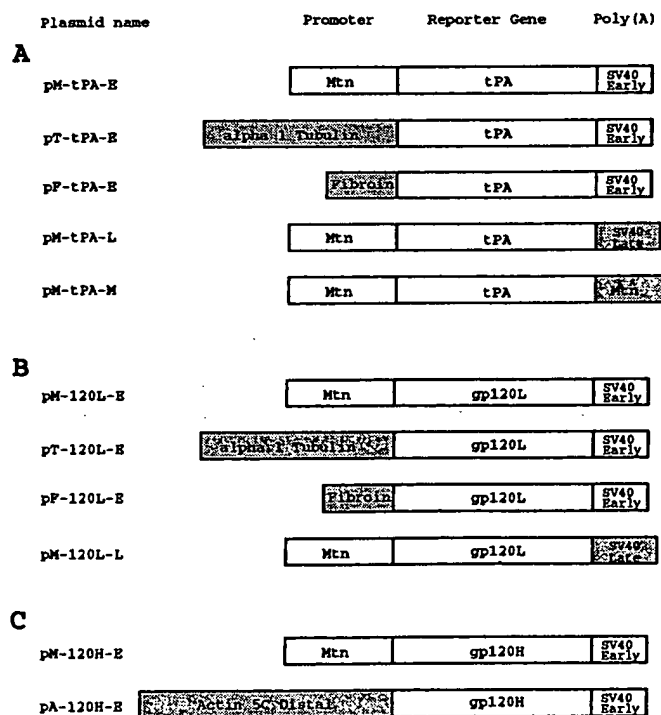 Plasmid name Promoter Reporter Gene Poly(A)
A
pM-tPA-E Mtn tPA SV40 Early
pT-tPA-E alpha 1 Tubulin tPA SV40 Early
pF-tPA-E Fibroin tPA SV40 Early
pM-tPA-L Mtn tPA SV40 Late
pM-tPA-M Mtn tPA Mtn
B
pM-120L-E Mtn gp120L SV40 Early
pT-120L-E alpha1 Tubulin gp120L SV40 Early
pF-120L-E Fibroin gp120L SV40 Early
pM-120L-L Mtn gp120L SV40 Late
C
pM-120H-E Mtn gp120H SV40 Early
pA-120H-E Actin 5C Distal gp120H SV40 Early